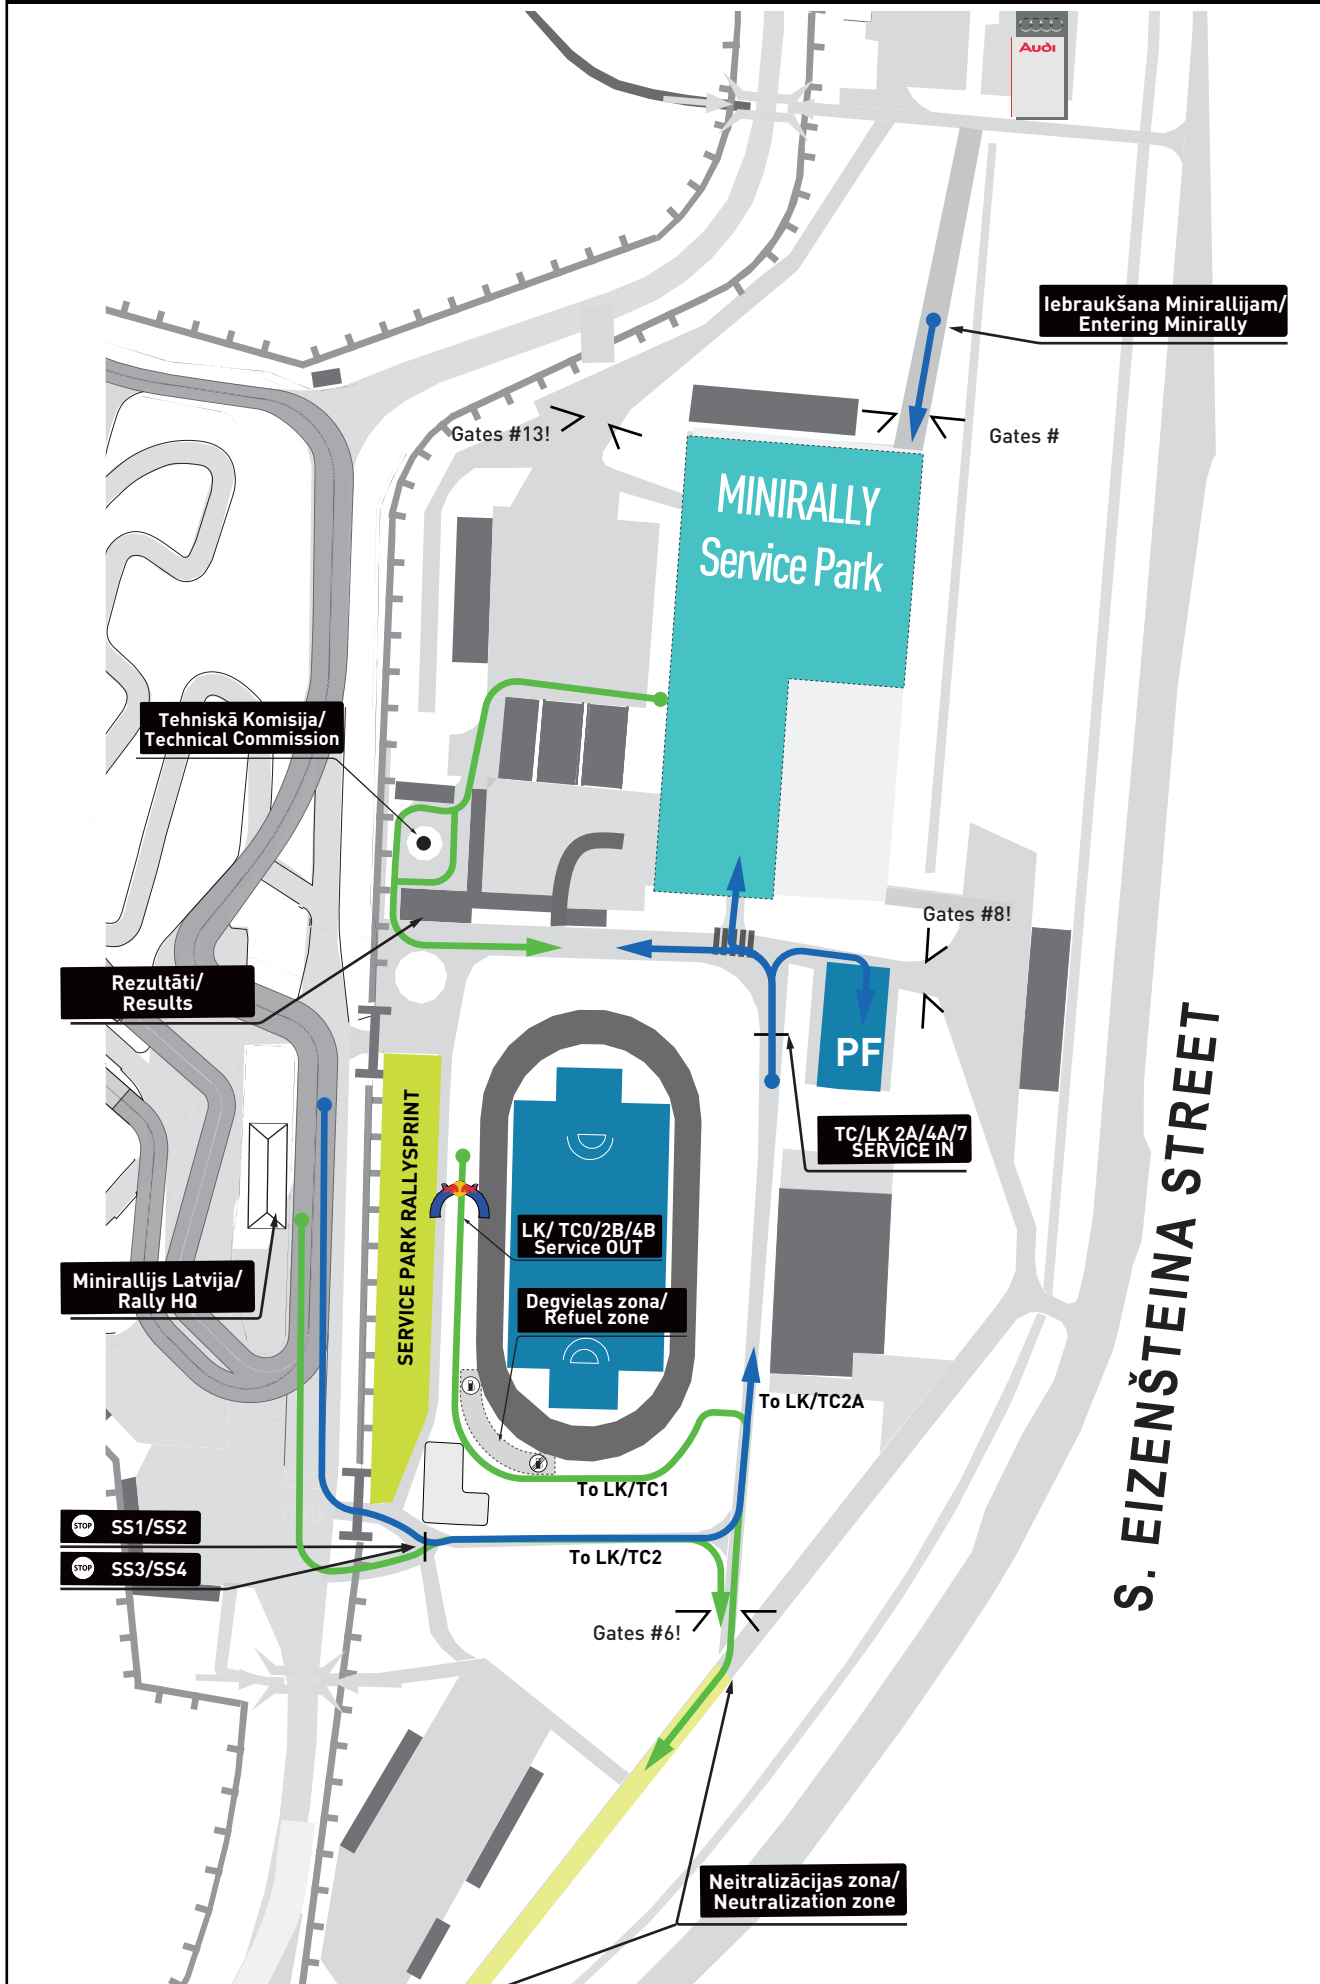 Audi
Iebraukšana Minirallijam/
Entering Minirally
Gates #13!
Gates #
MINIRALLY
Service Park
Tehniskā Komisija/
Technical Commission
Gates #8!
Rezultāti/
Results
PF
SERVICE PARK RALLYSPRINT
TC/LK 2A/4A/7
SERVICE IN
LK/ TC0/2B/4B
Service OUT
Minirallijs Latvija/
Rally HQ
Degvielas zona/
Refuel zone
S. EIZENŠTEINA STREET
To LK/TC2A
To LK/TC1
STOP SS1/SS2
To LK/TC2
STOP SS3/SS4
Gates #6!
Neitralizācijas zona/
Neutralization zone